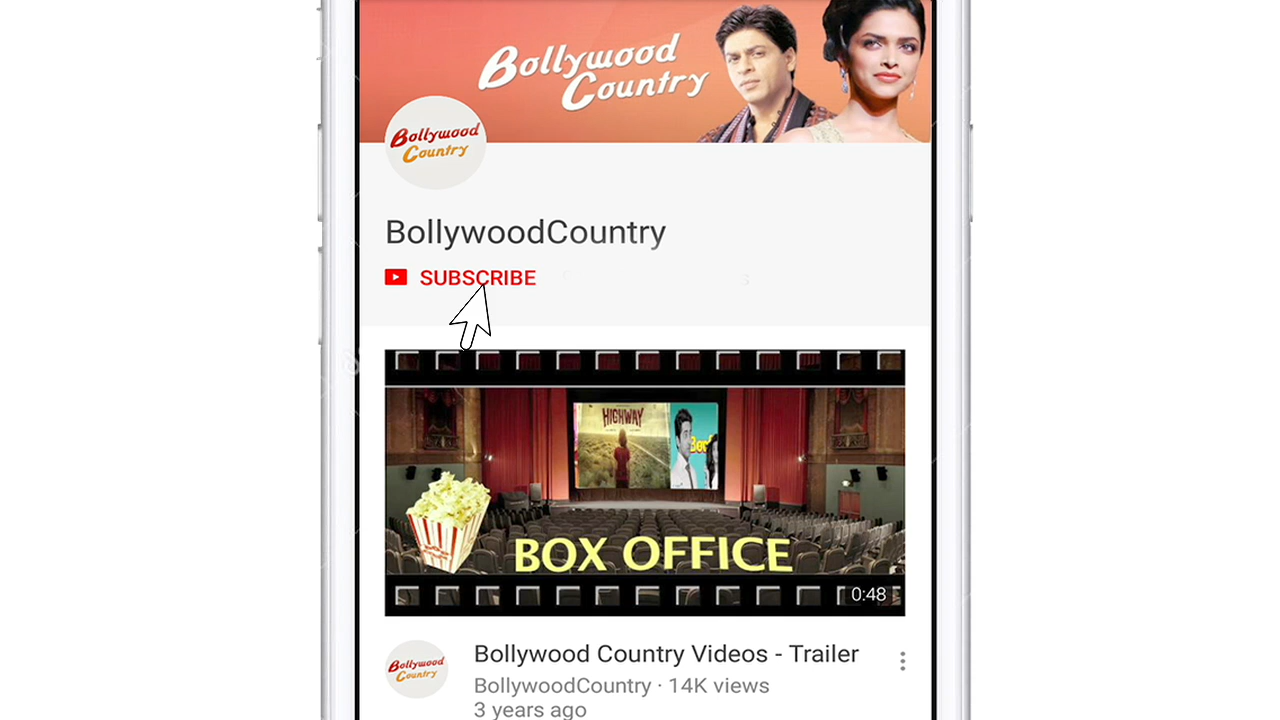 Bollywood
Country
Bollywood
Country
BollywoodCountry
SUBSCRIBE
HIGHWAY
BOX OFFICE
0:48
Bollywood
Country
Bollywood Country Videos - Trailer
BollywoodCountry · 14K views
3 years ago